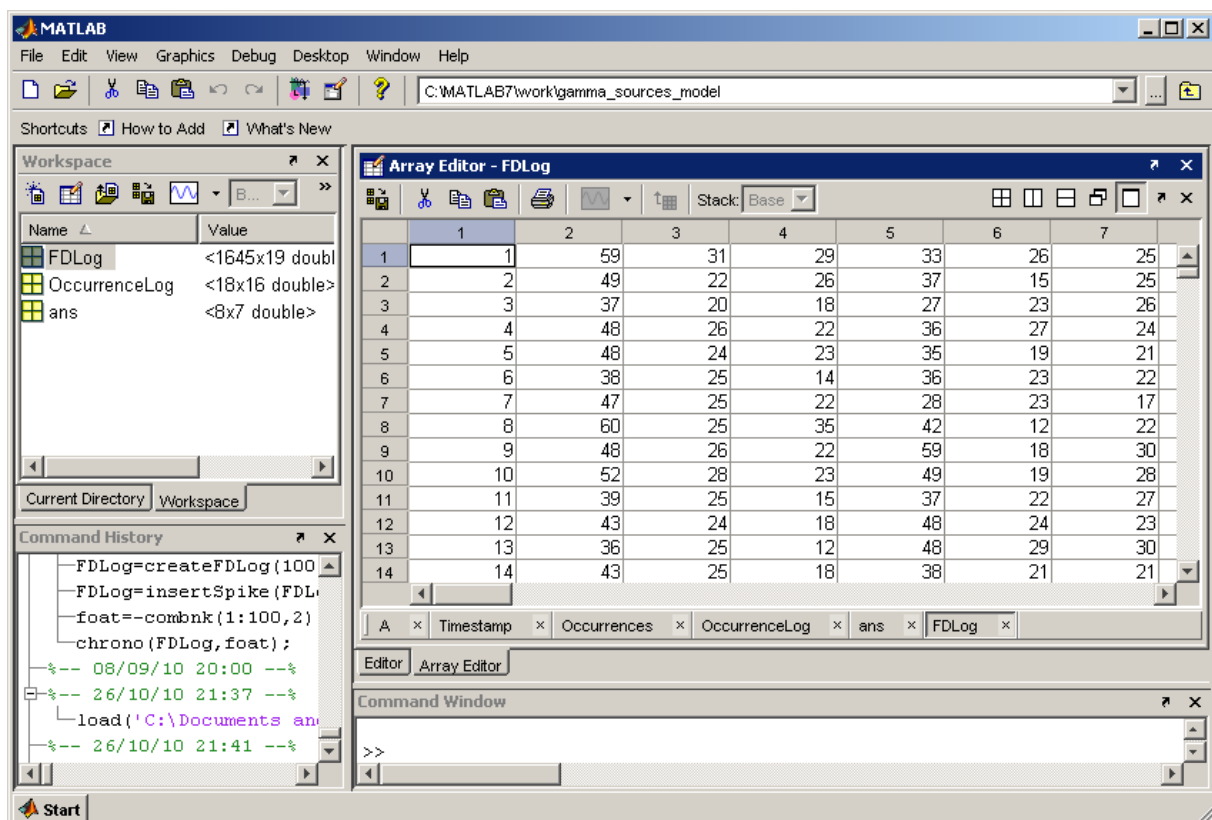 MATLAB
File Edit View Graphics Debug Desktop Window Help
C:\MATLAB7\work\gamma_sources_model
...
Shortcuts How to Add What's New
Workspace
B...
»
Name Value
FDLog <1645x19 doubl
OccurrenceLog <18x16 double>
ans <8x7 double>
Current Directory Workspace
Command History
FDLog=createFDLog(100
FDLog=insertSpike(FDL
foat=-combnk(1:100,2)
chrono(FDLog,foat);
%-- 08/09/10 20:00 --%
%-- 26/10/10 21:37 --%
load('C:\Documents an
%-- 26/10/10 21:41 --%
Array Editor - FDLog
Stack: Base
1 2 3 4 5 6 7
1 1 59 31 29 33 26 25
2 2 49 22 26 37 15 25
3 3 37 20 18 27 23 26
4 4 48 26 22 36 27 24
5 5 48 24 23 35 19 21
6 6 38 25 14 36 23 22
7 7 47 25 22 28 23 17
8 8 60 25 35 42 12 22
9 9 48 26 22 59 18 30
10 10 52 28 23 49 19 28
11 11 39 25 15 37 22 27
12 12 43 24 18 48 24 23
13 13 36 25 12 48 29 30
14 14 43 25 18 38 21 21
A Timestamp Occurrences OccurrenceLog ans FDLog
Editor Array Editor
Command Window
>>
Start